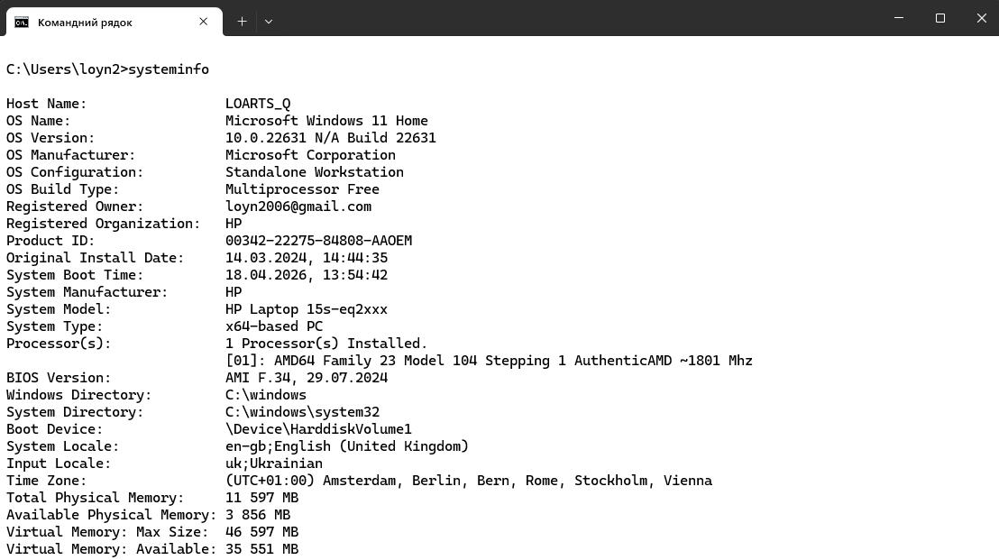 Командний рядок
C:\Users\loyn2>systeminfo
Host Name: LOARTS_Q
OS Name: Microsoft Windows 11 Home
OS Version: 10.0.22631 N/A Build 22631
OS Manufacturer: Microsoft Corporation
OS Configuration: Standalone Workstation
OS Build Type: Multiprocessor Free
Registered Owner: loyn2006@gmail.com
Registered Organization: HP
Product ID: 00342-22275-84808-AAOEM
Original Install Date: 14.03.2024, 14:44:35
System Boot Time: 18.04.2026, 13:54:42
System Manufacturer: HP
System Model: HP Laptop 15s-eq2xxx
System Type: x64-based PC
Processor(s): 1 Processor(s) Installed.
[01]: AMD64 Family 23 Model 104 Stepping 1 AuthenticAMD ~1801 Mhz
BIOS Version: AMI F.34, 29.07.2024
Windows Directory: C:\windows
System Directory: C:\windows\system32
Boot Device: \Device\HarddiskVolume1
System Locale: en-gb;English (United Kingdom)
Input Locale: uk;Ukrainian
Time Zone: (UTC+01:00) Amsterdam, Berlin, Bern, Rome, Stockholm, Vienna
Total Physical Memory: 11 597 MB
Available Physical Memory: 3 856 MB
Virtual Memory: Max Size: 46 597 MB
Virtual Memory: Available: 35 551 MB